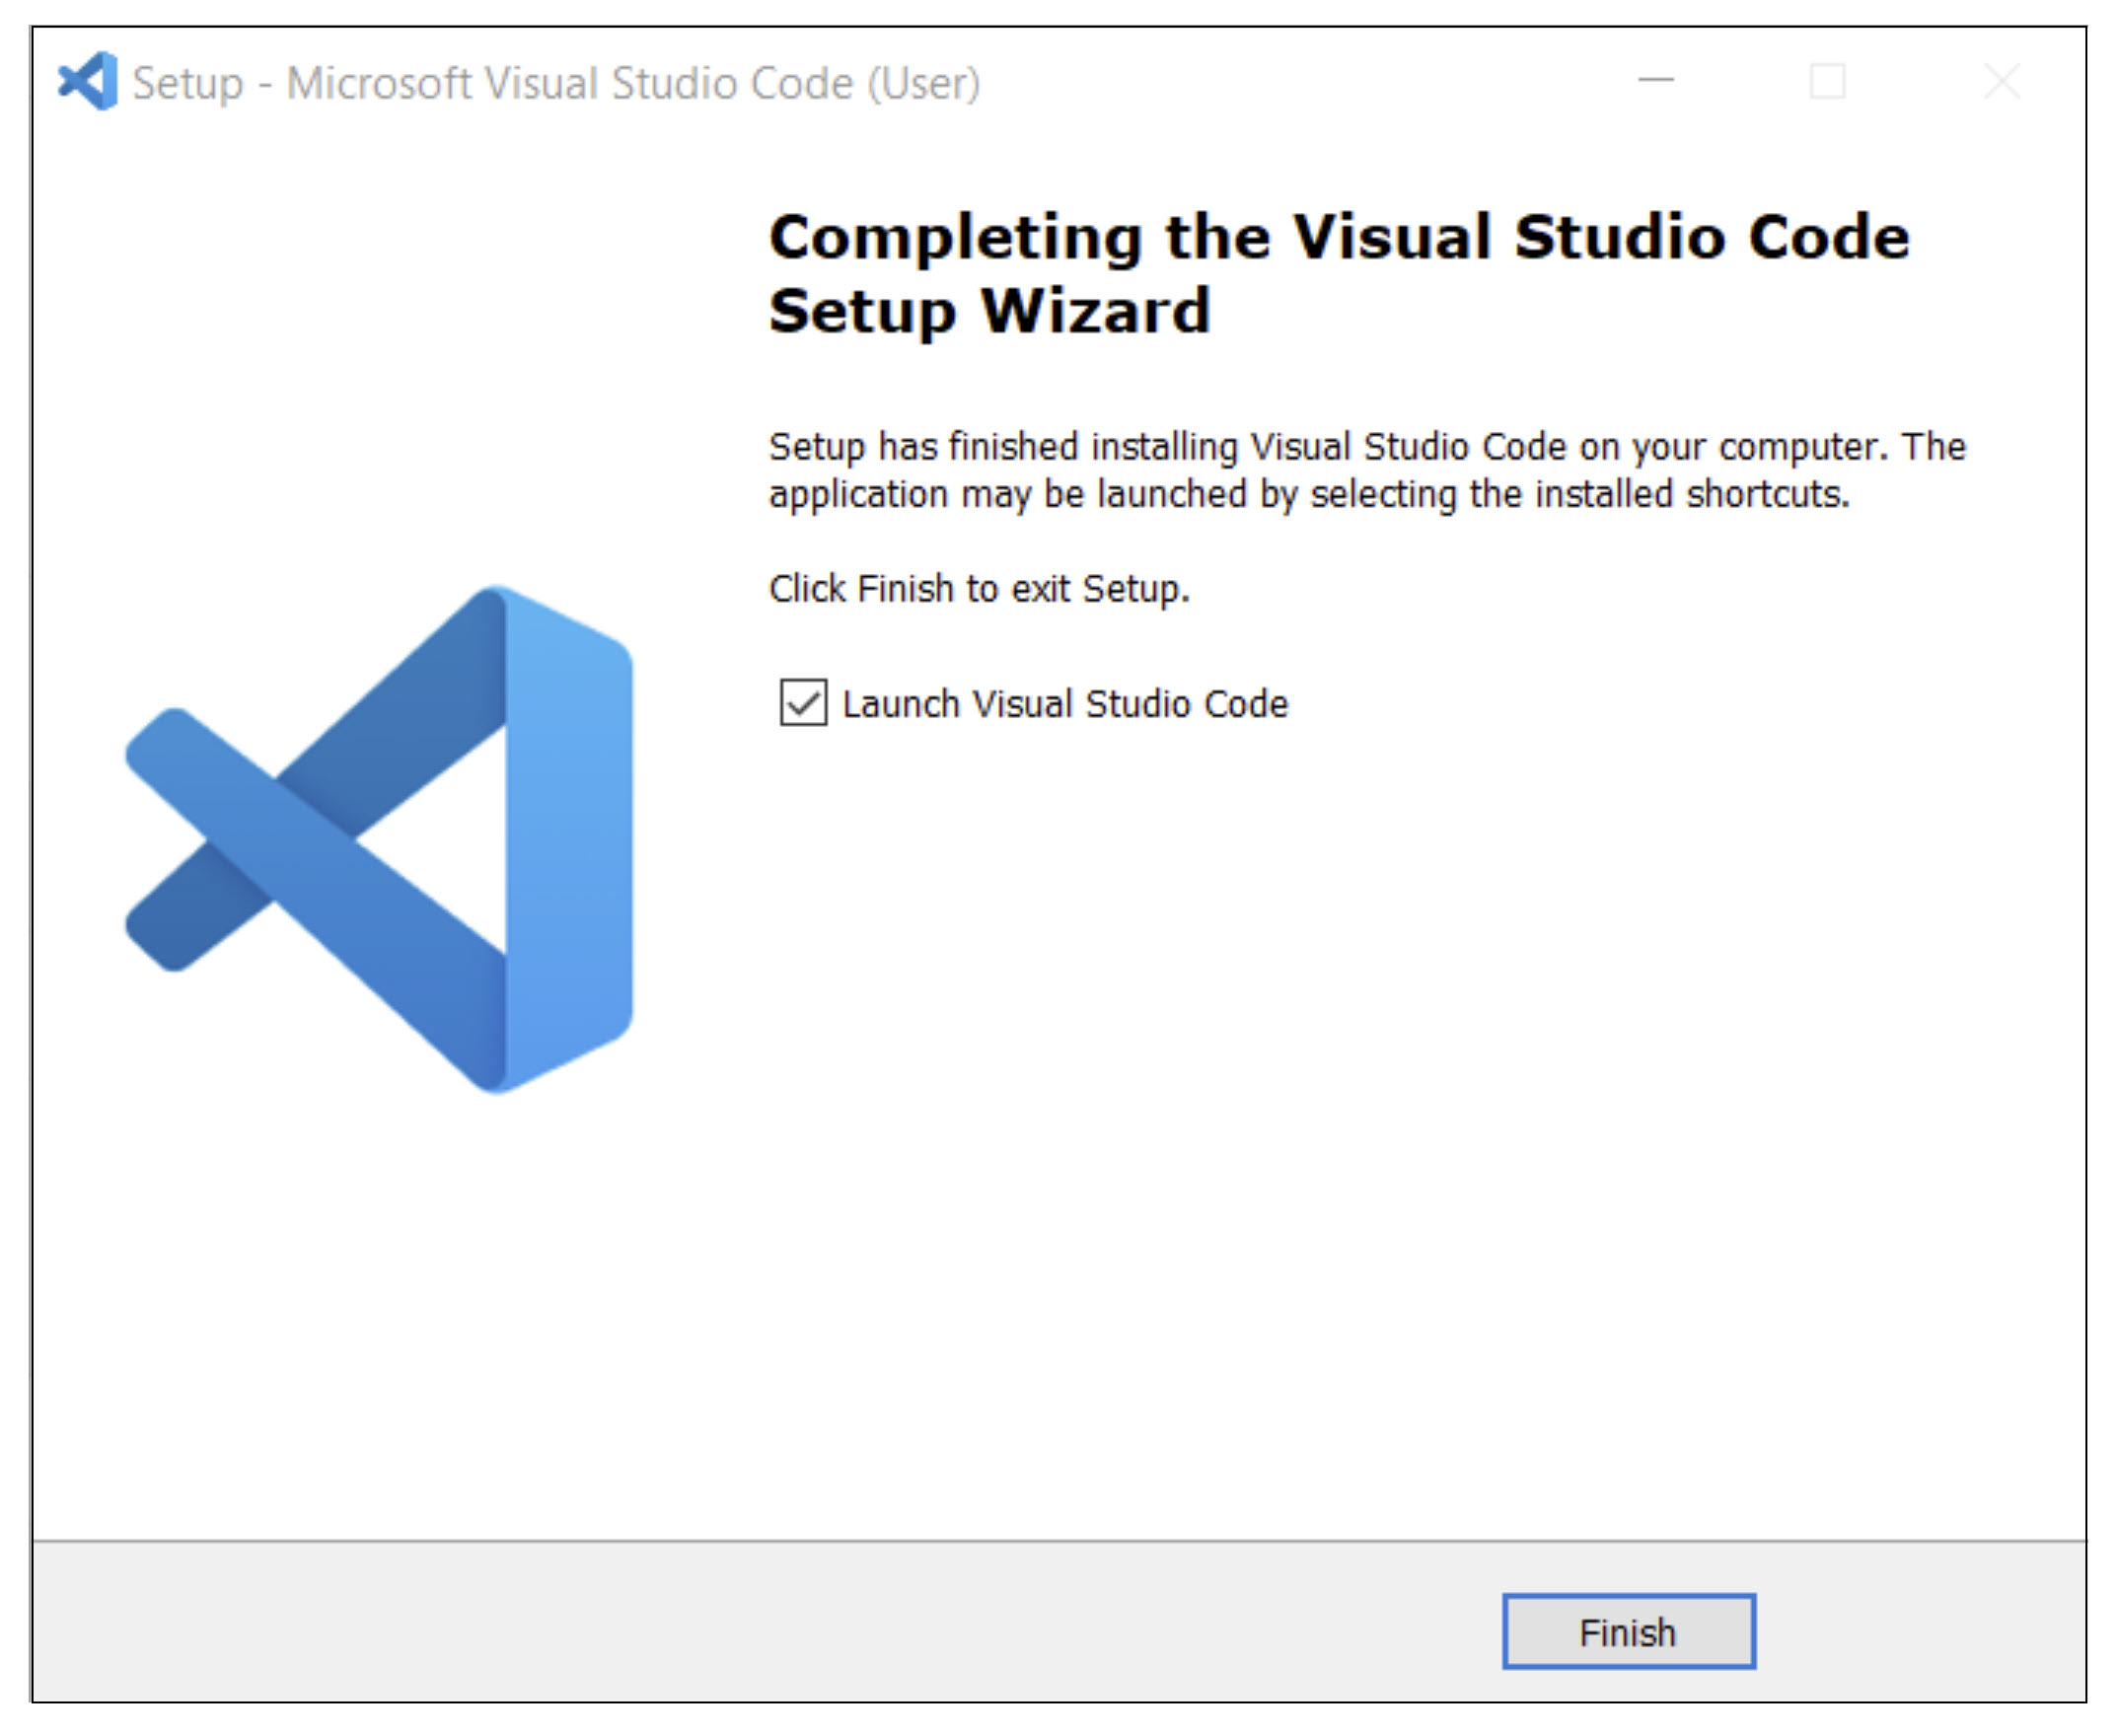 Setup - Microsoft Visual Studio Code (User)
Completing the Visual Studio Code
Setup Wizard
Setup has finished installing Visual Studio Code on your computer. The
application may be launched by selecting the installed shortcuts.
Click Finish to exit Setup.
Launch Visual Studio Code
Finish